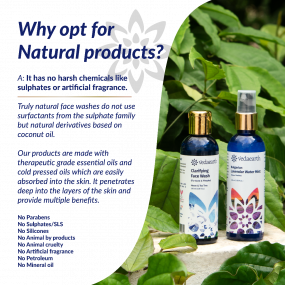 Why opt for
Natural products?
A: It has no harsh chemicals like
sulphates or artificial fragrance.
Truly natural face washes do not use
surfactants from the sulphate family
but natural derivatives based on
coconut oil.
Our products are made with
therapeutic grade essential oils and
cold pressed oils which are easily
absorbed into the skin. It penetrates
deep into the layers of the skin and
provide multiple benefits.
No Parabens
No Sulphates/SLS
No Silicones
No Animal by products
No Animal cruelty
No Artificial fragrance
No Petroleum
No Mineral oil
vedaearth
Clarifying
Face Wash
vedaearth
Bulgarian
Lavender Water Mist